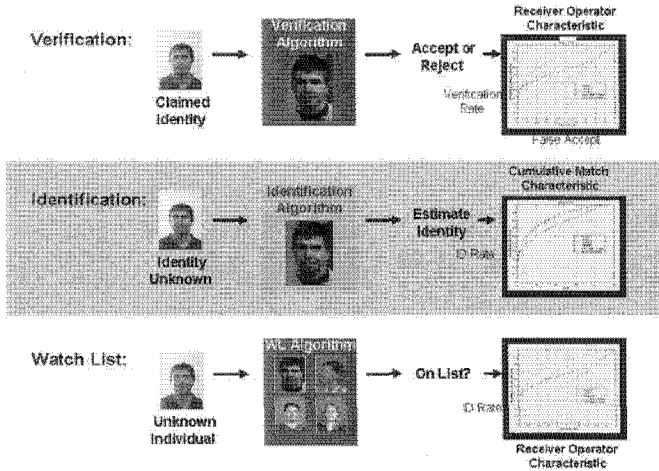 Receiver Operator
Characteristic
Verification:
Verification
Algorithm
Accept or
Reject
Verification
Rate
Claimed
Identity
False Accept
Cumulative Match
Characteristic
Identification:
Identification
Algorithm
Estimate
Identity
ID Rate
Identity
Unknown
Watch List:
WL Algorithm
On List?
ID Rate
Unknown
Individual
Receiver Operator
Characteristic